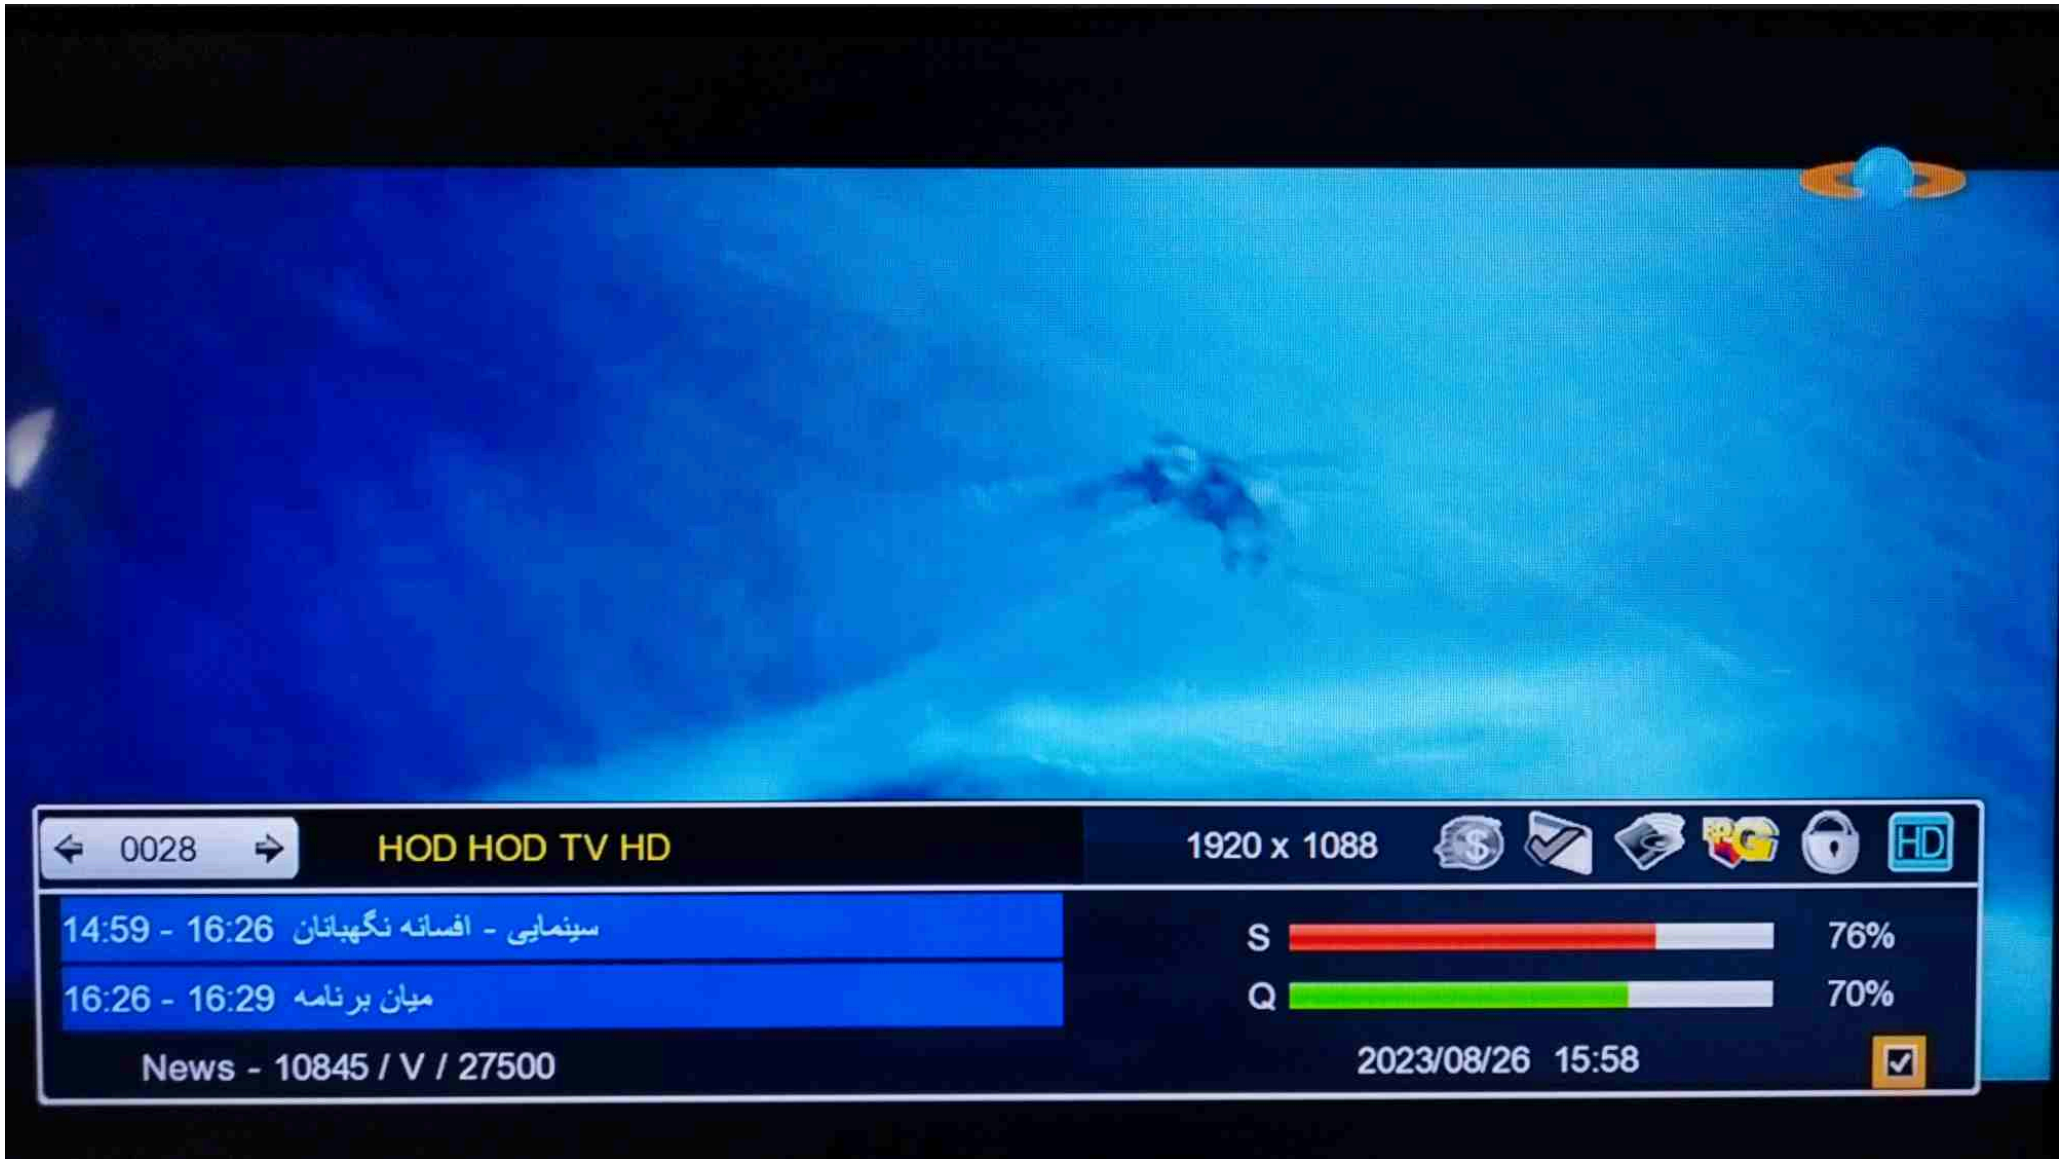 0028
HOD HOD TV HD
1920 x 1088
HD
14:59 - 16:26 سینمایی - افسانه نگهبانان
S 76%
16:26 - 16:29 میان برنامه
Q 70%
News - 10845 / V / 27500
2023/08/26 15:58